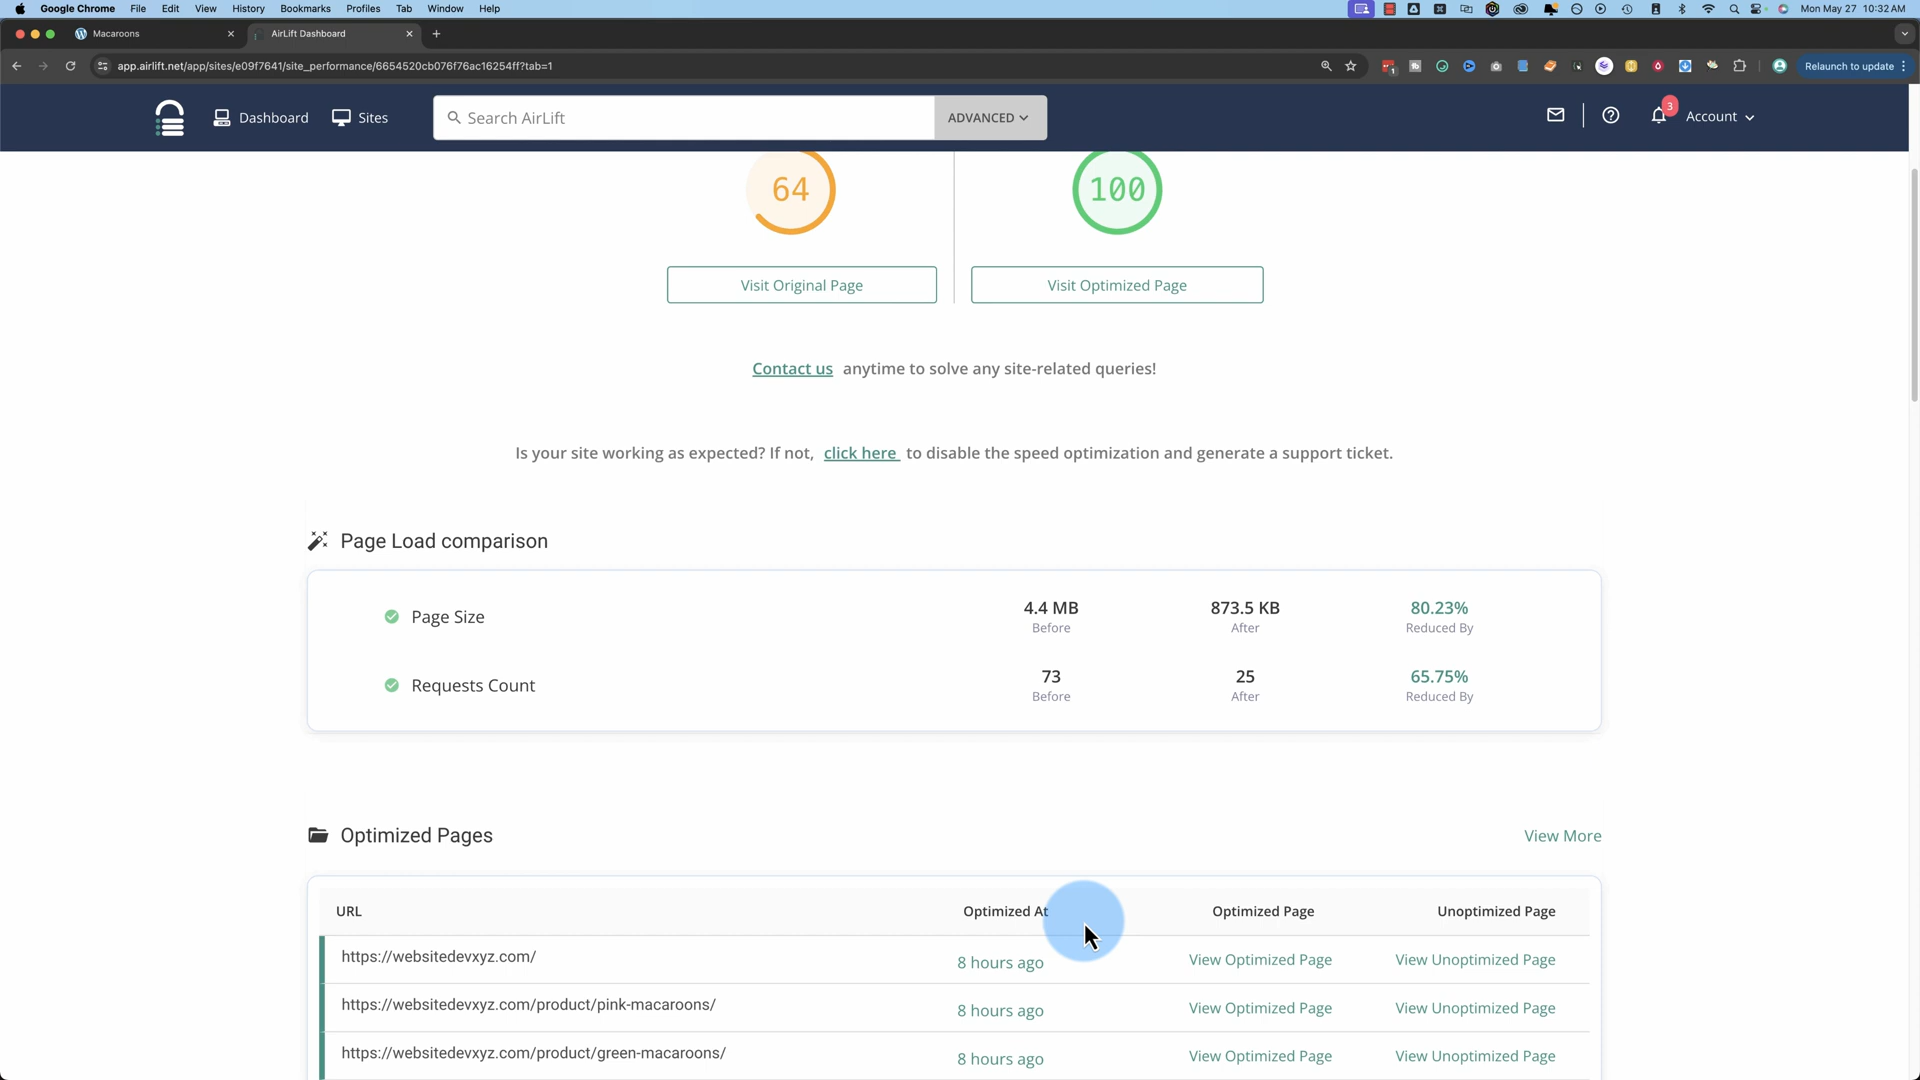 Google Chrome File Edit View History Bookmarks Profiles Tab Window Help Mon May 27 10:32 AM
Macaroons AirLift Dashboard
app.airlift.net/app/sites/e09f7641/site_performance/6654520cb076f76ac16254ff?tab=1 1 Relaunch to update
Dashboard Sites Search AirLift ADVANCED 3 Account
64 100
Visit Original Page Visit Optimized Page
Contact us anytime to solve any site-related queries!
Is your site working as expected? If not, click here to disable the speed optimization and generate a support ticket.
Page Load comparison
Page Size 4.4 MB 873.5 KB 80.23%
Before After Reduced By
Requests Count 73 25 65.75%
Before After Reduced By
Optimized Pages View More
URL Optimized At Optimized Page Unoptimized Page
https://websitedevxyz.com/ 8 hours ago View Optimized Page View Unoptimized Page
https://websitedevxyz.com/product/pink-macaroons/ 8 hours ago View Optimized Page View Unoptimized Page
https://websitedevxyz.com/product/green-macaroons/ 8 hours ago View Optimized Page View Unoptimized Page